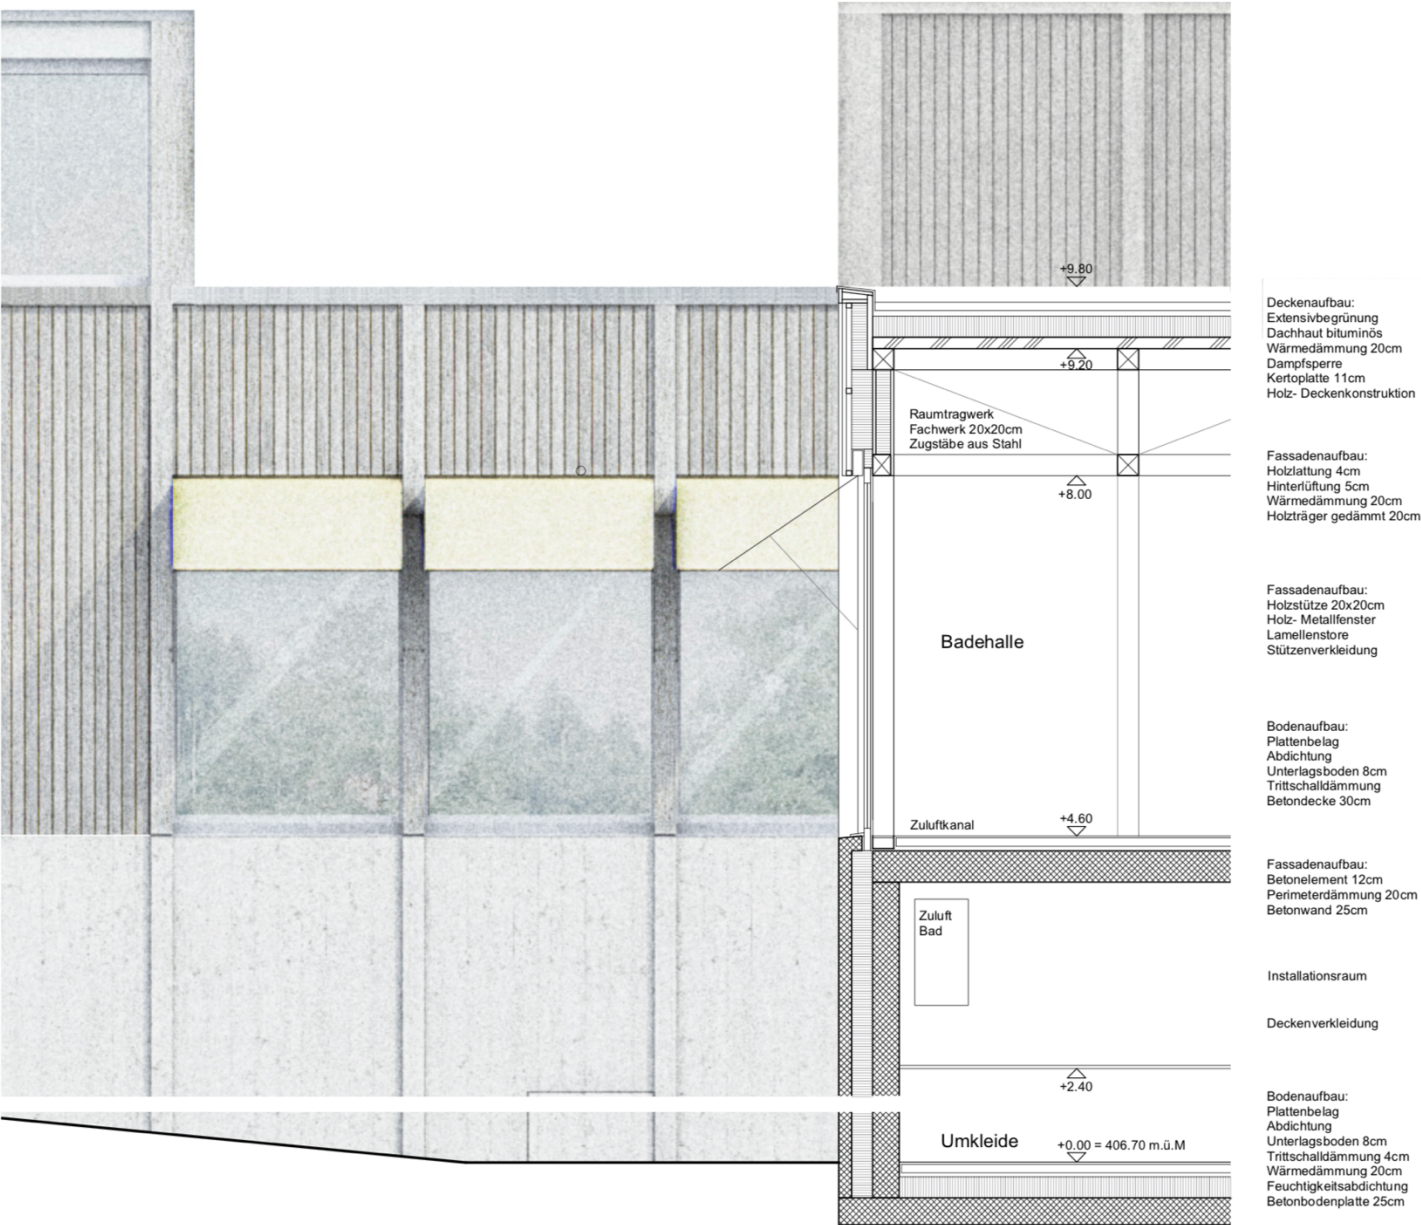 +9.80
+9.20
Raumtragwerk
Fachwerk 20x20cm
Zugstäbe aus Stahl
+8.00
Badehalle
Zuluftkanal
+4.60
Zuluft
Bad
+2.40
Umkleide
+0.00 = 406.70 m.ü.M
Deckenaufbau:
Extensivbegrünung
Dachhaut bituminös
Wärmedämmung 20cm
Dampfsperre
Kertoplatte 11cm
Holz- Deckenkonstruktion
Fassadenaufbau:
Holzlattung 4cm
Hinterlüftung 5cm
Wärmedämmung 20cm
Holzträger gedämmt 20cm
Fassadenaufbau:
Holzstütze 20x20cm
Holz- Metallfenster
Lamellenstore
Stützenverkleidung
Bodenaufbau:
Plattenbelag
Abdichtung
Unterlagsboden 8cm
Trittschalldämmung
Betondecke 30cm
Fassadenaufbau:
Betonelement 12cm
Perimeterdämmung 20cm
Betonwand 25cm
Installationsraum
Deckenverkleidung
Bodenaufbau:
Plattenbelag
Abdichtung
Unterlagsboden 8cm
Trittschalldämmung 4cm
Wärmedämmung 20cm
Feuchtigkeitsabdichtung
Betonbodenplatte 25cm